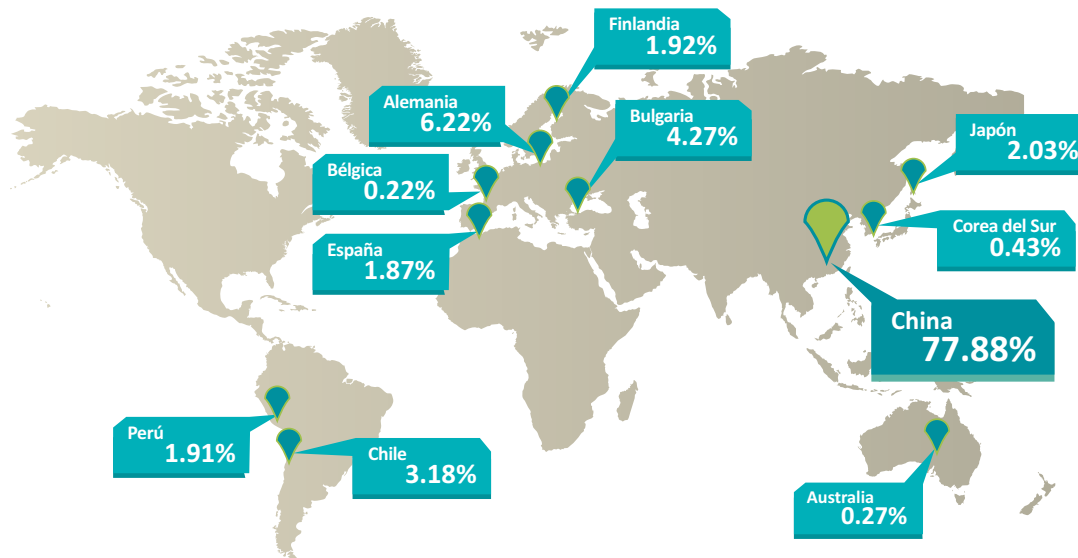 Finlandia
1.92%
Alemania
6.22%
Bulgaria
4.27%
Japón
2.03%
Bélgica
0.22%
Corea del Sur
0.43%
España
1.87%
China
77.88%
Perú
1.91%
Chile
3.18%
Australia
0.27%